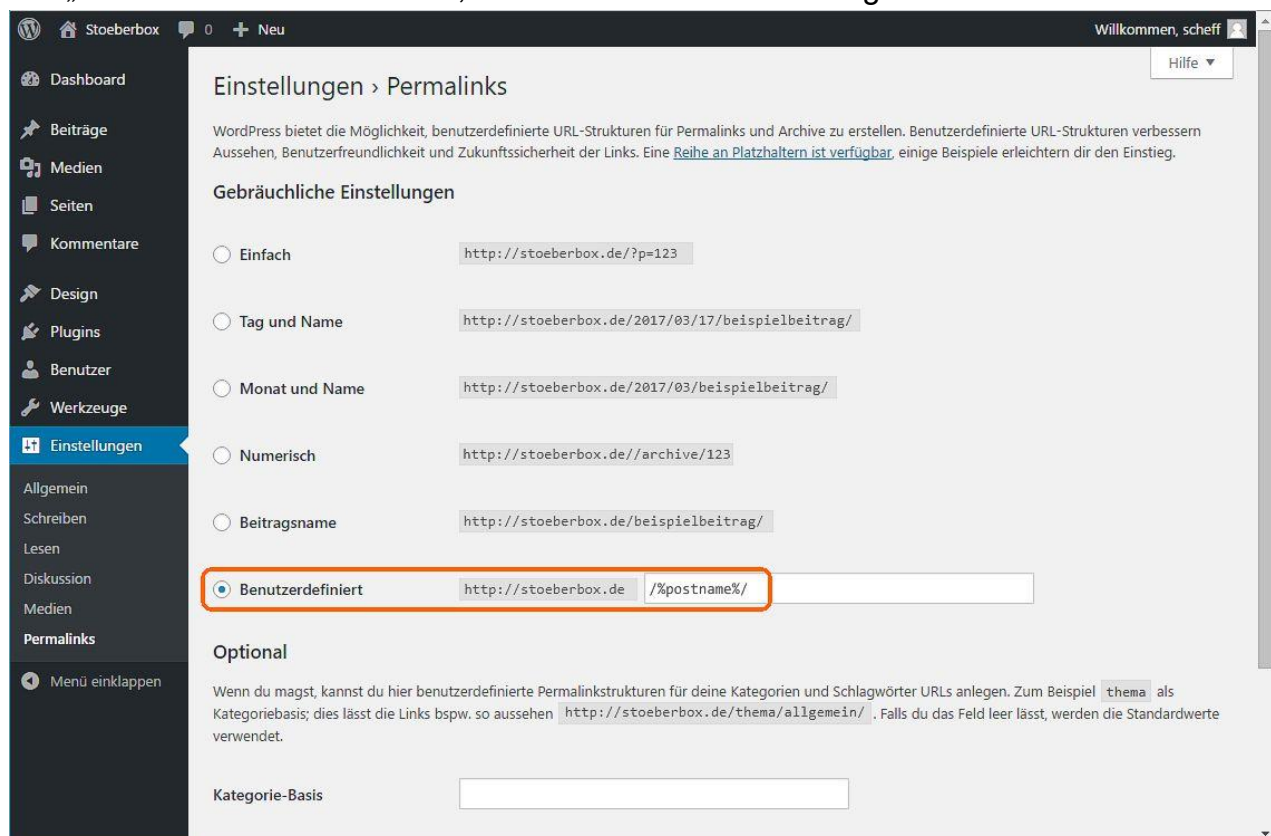 Stoeberbox 0 + Neu Willkommen, scheff
Hilfe ▼
Dashboard
Beiträge
Medien
Seiten
Kommentare
Design
Plugins
Benutzer
Werkzeuge
Einstellungen
Allgemein
Schreiben
Lesen
Diskussion
Medien
Permalinks
Menü einklappen
Einstellungen › Permalinks
WordPress bietet die Möglichkeit, benutzerdefinierte URL-Strukturen für Permalinks und Archive zu erstellen. Benutzerdefinierte URL-Strukturen verbessern
Aussehen, Benutzerfreundlichkeit und Zukunftssicherheit der Links. Eine Reihe an Platzhaltern ist verfügbar, einige Beispiele erleichtern dir den Einstieg.
Gebräuchliche Einstellungen
Einfach http://stoeberbox.de/?p=123
Tag und Name http://stoeberbox.de/2017/03/17/beispielbeitrag/
Monat und Name http://stoeberbox.de/2017/03/beispielbeitrag/
Numerisch http://stoeberbox.de//archive/123
Beitragsname http://stoeberbox.de/beispielbeitrag/
Benutzerdefiniert http://stoeberbox.de /%postname%/
Optional
Wenn du magst, kannst du hier benutzerdefinierte Permalinkstrukturen für deine Kategorien und Schlagwörter URLs anlegen. Zum Beispiel thema als
Kategoriebasis; dies lässt die Links bspw. so aussehen http://stoeberbox.de/thema/allgemein/ . Falls du das Feld leer lässt, werden die Standardwerte
verwendet.
Kategorie-Basis